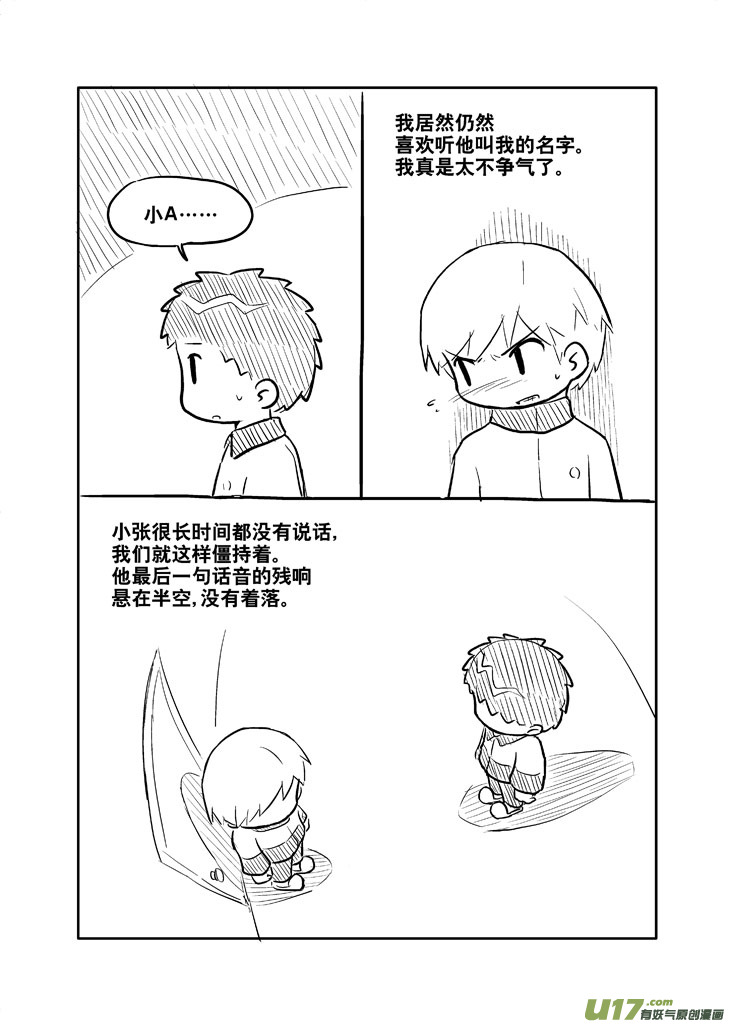 小A……
我居然仍然
喜欢听他叫我的名字。
我真是太不争气了。
小张很长时间都没有说话,
我们就这样僵持着。
他最后一句话音的残响
悬在半空,没有着落。
U17.com
有妖气原创漫画